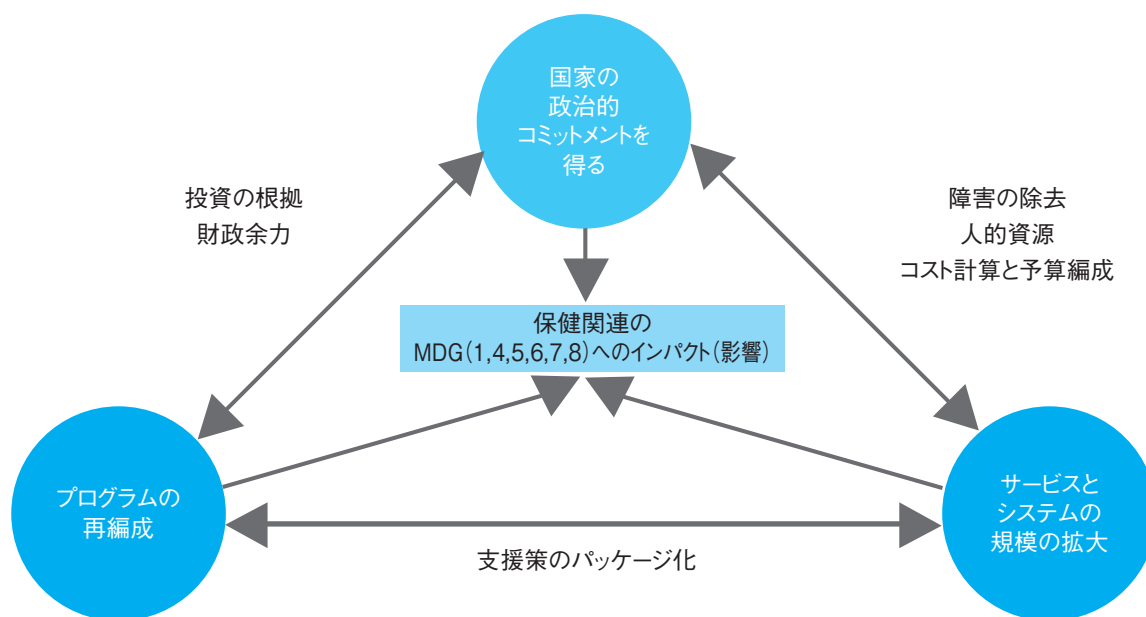 国家の
政治的
コミットメントを
得る
投資の根拠
財政余力
障害の除去
人的資源
コスト計算と予算編成
保健関連の
MDG(1,4,5,6,7,8)へのインパクト(影響)
プログラムの
再編成
サービスと
システムの
規模の拡大
支援策のパッケージ化